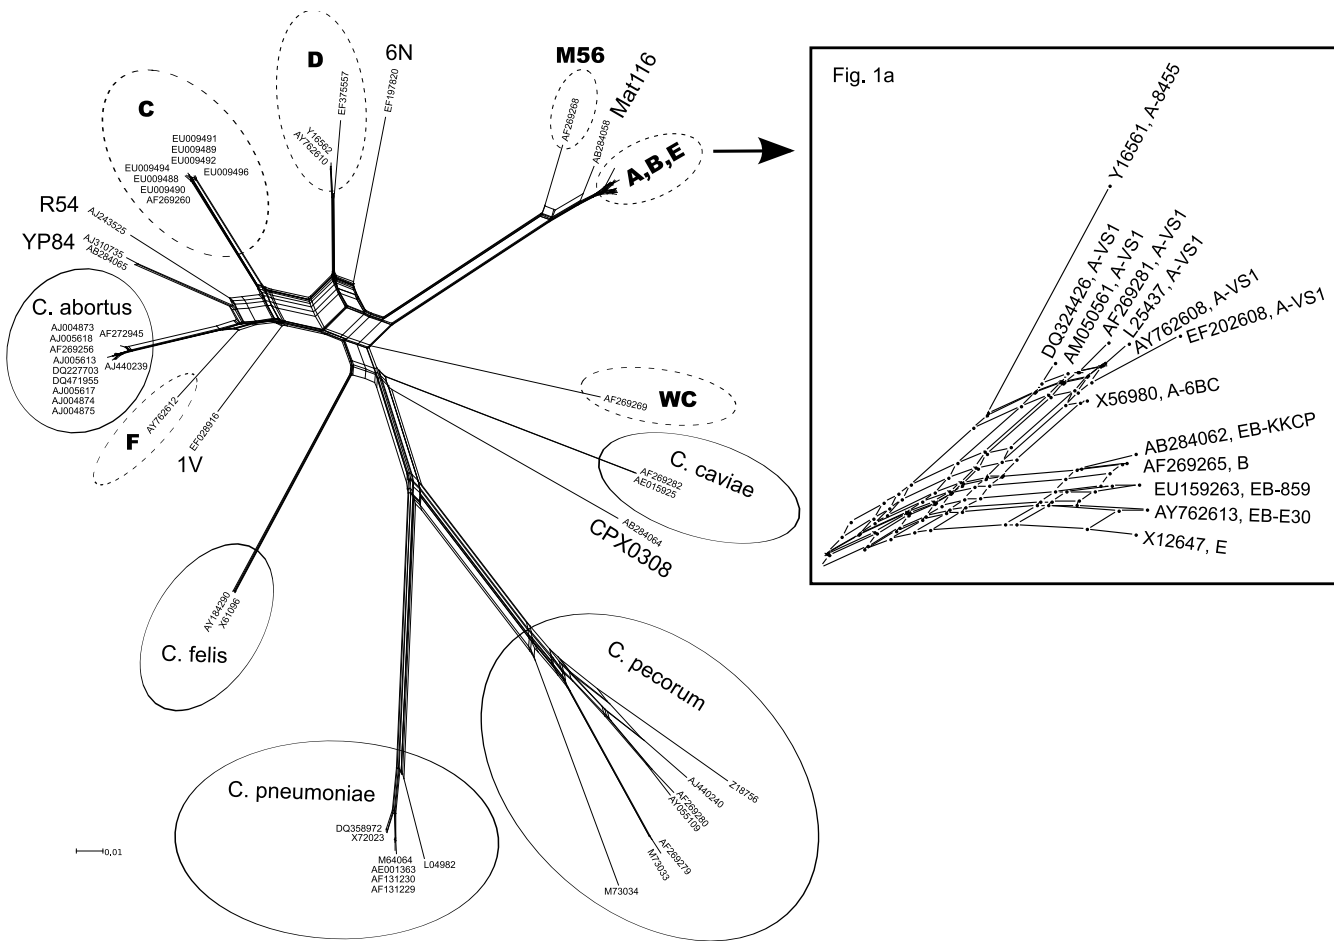 D
6N
EF375557
EF197820
Y16562
AY762610
M56
AF269268
Mat116
AB284058
A,B,E
C
EU009491
EU009489
EU009492
EU009494
EU009496
EU009488
EU009490
AF269260
R54
AJ243525
YP84
AJ310735
AB284065
C. abortus
AJ004873
AJ005618
AF272945
AF269256
AJ005613
AJ440239
DQ227703
DQ471955
AJ005617
AJ004874
AJ004875
F
AY762612
1V
EF028916
WC
AF269269
C. caviae
AF269282
AE015925
AB284064
CPX0308
AY184290
X61096
C. felis
C. pecorum
Z18756
AJ440240
AF269280
AY055109
AF269279
M73033
M73034
C. pneumoniae
DQ358972
X72023
M64064
L04982
AE001363
AF131230
AF131229
0.01
Fig. 1a
Y16561, A-8455
DQ324426, A-VS1
AM050561, A-VS1
AF269281, A-VS1
L25437, A-VS1
AY762608, A-VS1
EF202608, A-VS1
X56980, A-6BC
AB284062, EB-KKCP
AF269265, B
EU159263, EB-859
AY762613, EB-E30
X12647, E